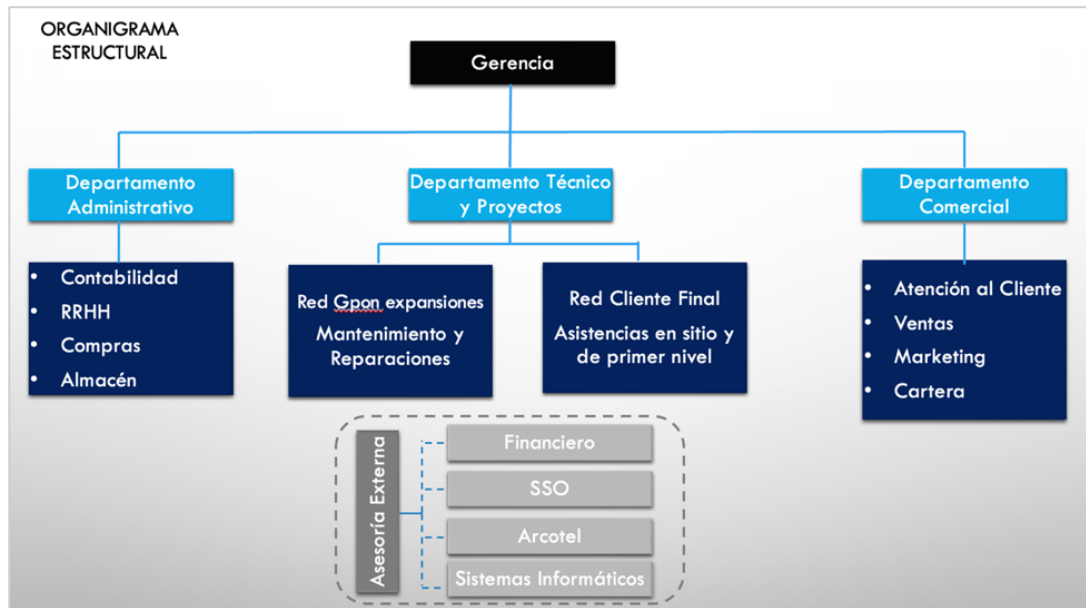 ORGANIGRAMA
ESTRUCTURAL
Gerencia
Departamento
Administrativo
Departamento Técnico
y Proyectos
Departamento
Comercial
• Contabilidad
• RRHH
• Compras
• Almacén
Red Gpon expansiones
Mantenimiento y
Reparaciones
Red Cliente Final
Asistencias en sitio y
de primer nivel
• Atención al Cliente
• Ventas
• Marketing
• Cartera
Asesoría Externa
Financiero
SSO
Arcotel
Sistemas Informáticos